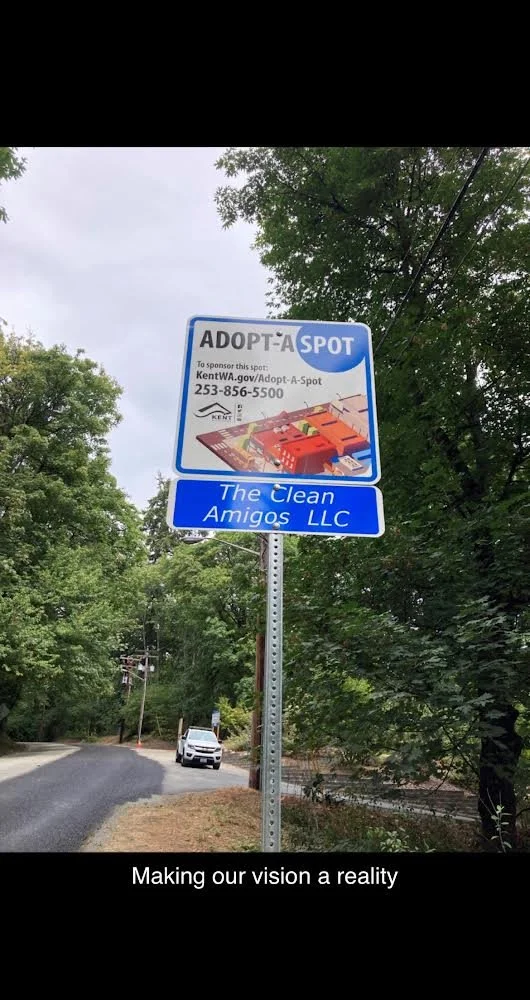 ADOPT-A SPOT
To sponsor this spot:
KentWA.gov/Adopt-A-Spot
253-856-5500
KENT
The Clean
Amigos LLC
Making our vision a reality